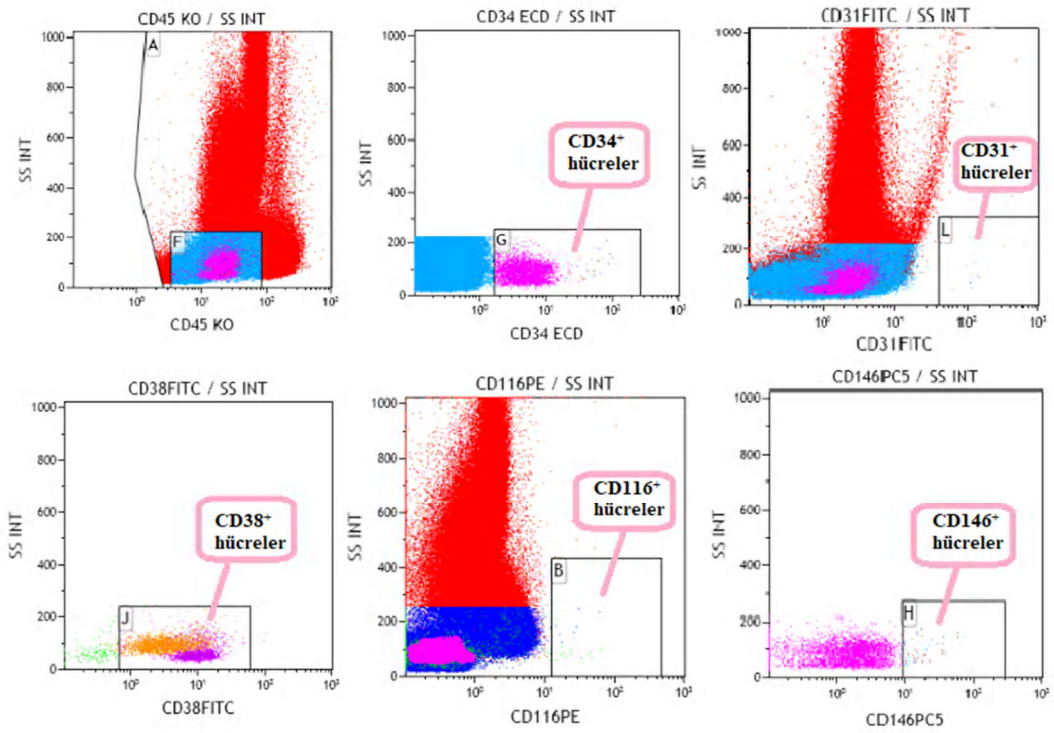 CD45 KO / SS INT
A
1000
800
600
400
200
0
SS INT
F
10⁰
10¹
10²
10³
CD45 KO
CD34 ECD / SS INT
1000
800
600
400
200
0
SS INT
CD34⁺
hücreler
G
10⁰
10¹
10²
10³
CD34 ECD
CD31FITC / SS INT
1000
800
600
400
200
0
SS INT
CD31⁺
hücreler
L
10⁰
10¹
10²
10³
CD31FITC
CD38FITC / SS INT
1000
800
600
400
200
0
SS INT
CD38⁺
hücreler
J
10⁰
10¹
10²
10³
CD38FITC
CD116PE / SS INT
1000
800
600
400
200
0
SS INT
CD116⁺
hücreler
B
10⁰
10¹
10²
10³
CD116PE
CD146PC5 / SS INT
1000
800
600
400
200
0
SS INT
CD146⁺
hücreler
H
10⁰
10¹
10²
10³
CD146PC5